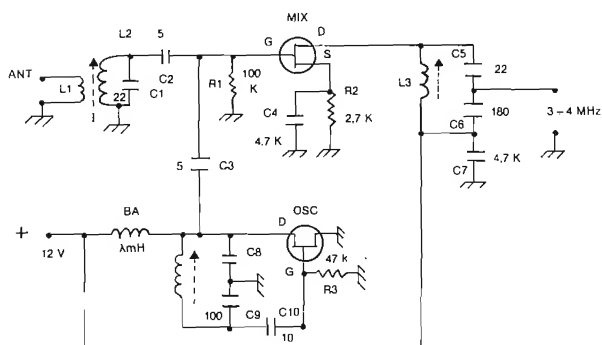 L2
5
MIX
D
S
G
ANT
L1
22
C1
C2
R1
100
K
R2
2,7 K
C4
4,7 K
L3
C5
22
C6
180
3 – 4 MHz
C7
4,7 K
5
C3
+
12 V
BA
λmH
D
OSC
G
C8
47 k
R3
100
C9
C10
10